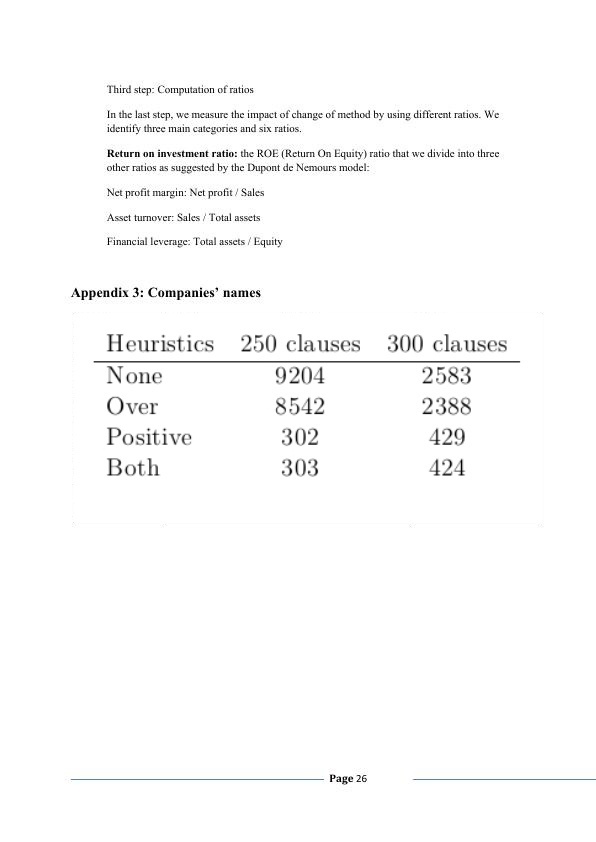 Third step: Computation of ratios
In the last step, we measure the impact of change of method by using different ratios. We
identify three main categories and six ratios.
Return on investment ratio: the ROE (Return On Equity) ratio that we divide into three
other ratios as suggested by the Dupont de Nemours model:
Net profit margin: Net profit / Sales
Asset turnover: Sales / Total assets
Financial leverage: Total assets / Equity
Appendix 3: Companies’ names
Heuristics 250 clauses 300 clauses
None 9204 2583
Over 8542 2388
Positive 302 429
Both 303 424
Page 26